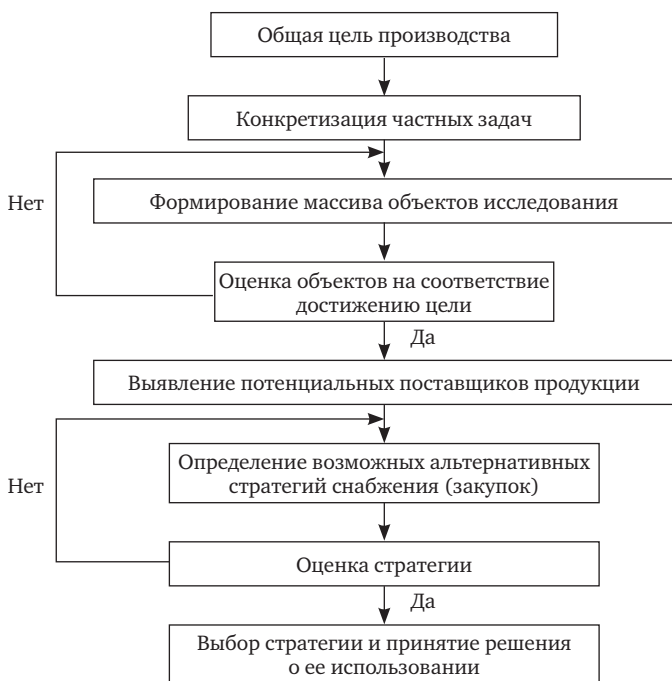 Общая цель производства
Конкретизация частных задач
Нет
Формирование массива объектов исследования
Оценка объектов на соответствие
достижению цели
Да
Выявление потенциальных поставщиков продукции
Определение возможных альтернативных
стратегий снабжения (закупок)
Нет
Оценка стратегии
Да
Выбор стратегии и принятие решения
о ее использовании